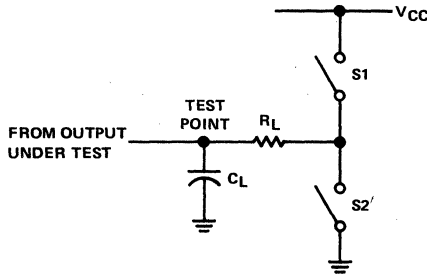 VCC
S1
TEST
POINT
RL
FROM OUTPUT
UNDER TEST
CL
S2'